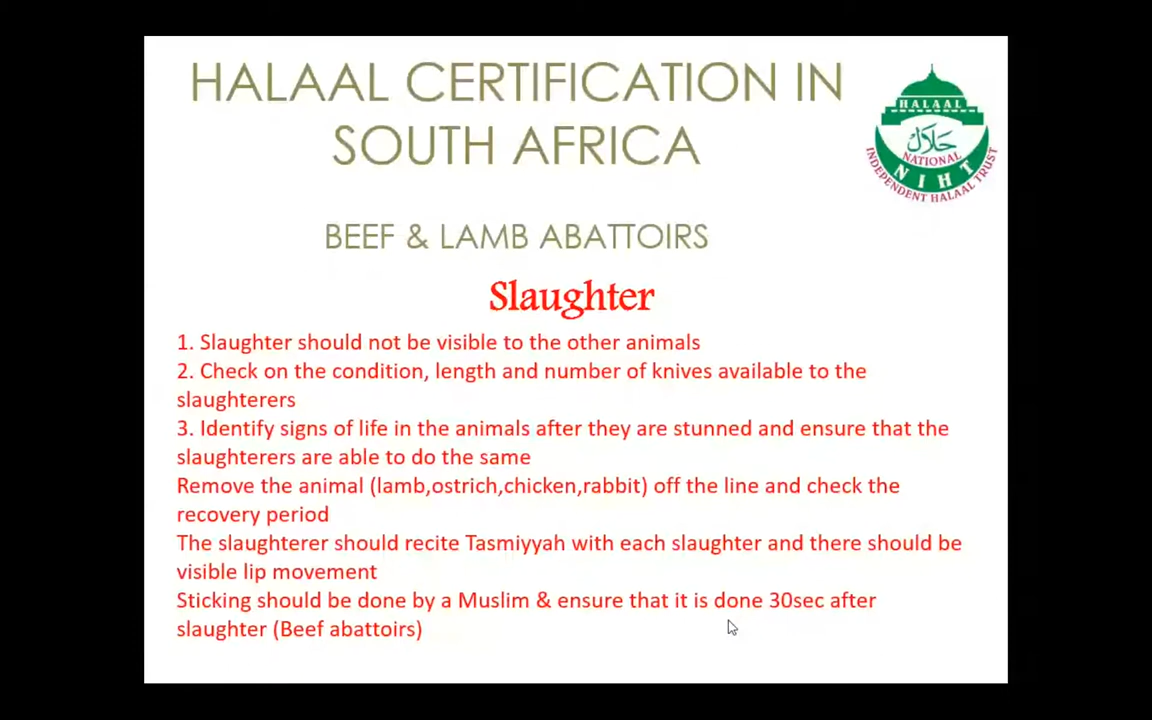 HALAAL CERTIFICATION IN
SOUTH AFRICA
HALAAL
حلال
NATIONAL
NIHT
INDEPENDENT HALAAL TRUST
BEEF & LAMB ABATTOIRS
Slaughter
1. Slaughter should not be visible to the other animals
2. Check on the condition, length and number of knives available to the
slaughterers
3. Identify signs of life in the animals after they are stunned and ensure that the
slaughterers are able to do the same
Remove the animal (lamb,ostrich,chicken,rabbit) off the line and check the
recovery period
The slaughterer should recite Tasmiyyah with each slaughter and there should be
visible lip movement
Sticking should be done by a Muslim & ensure that it is done 30sec after
slaughter (Beef abattoirs)